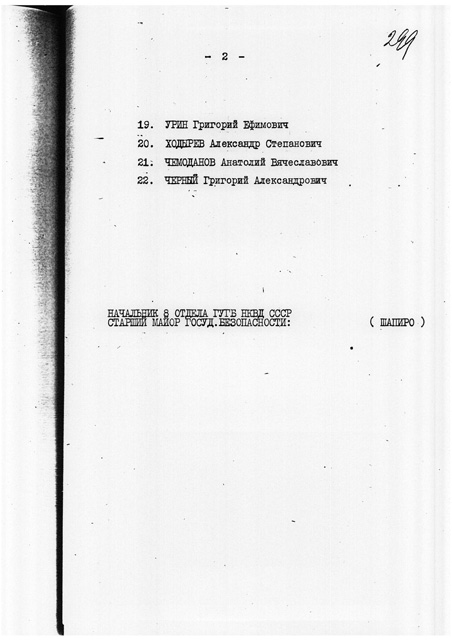 299
- 2 -
19. УРИН Григорий Ефимович
20. ХОДЫРЕВ Александр Степанович
21. ЧЕМОДАНОВ Анатолий Вячеславович
22. ЧЕРНЫЙ Григорий Александрович
НАЧАЛЬНИК 8 ОТДЕЛА ГУГБ НКВД СССР
СТАРШИЙ МАЙОР ГОСУД.БЕЗОПАСНОСТИ: ( ШАПИРО )